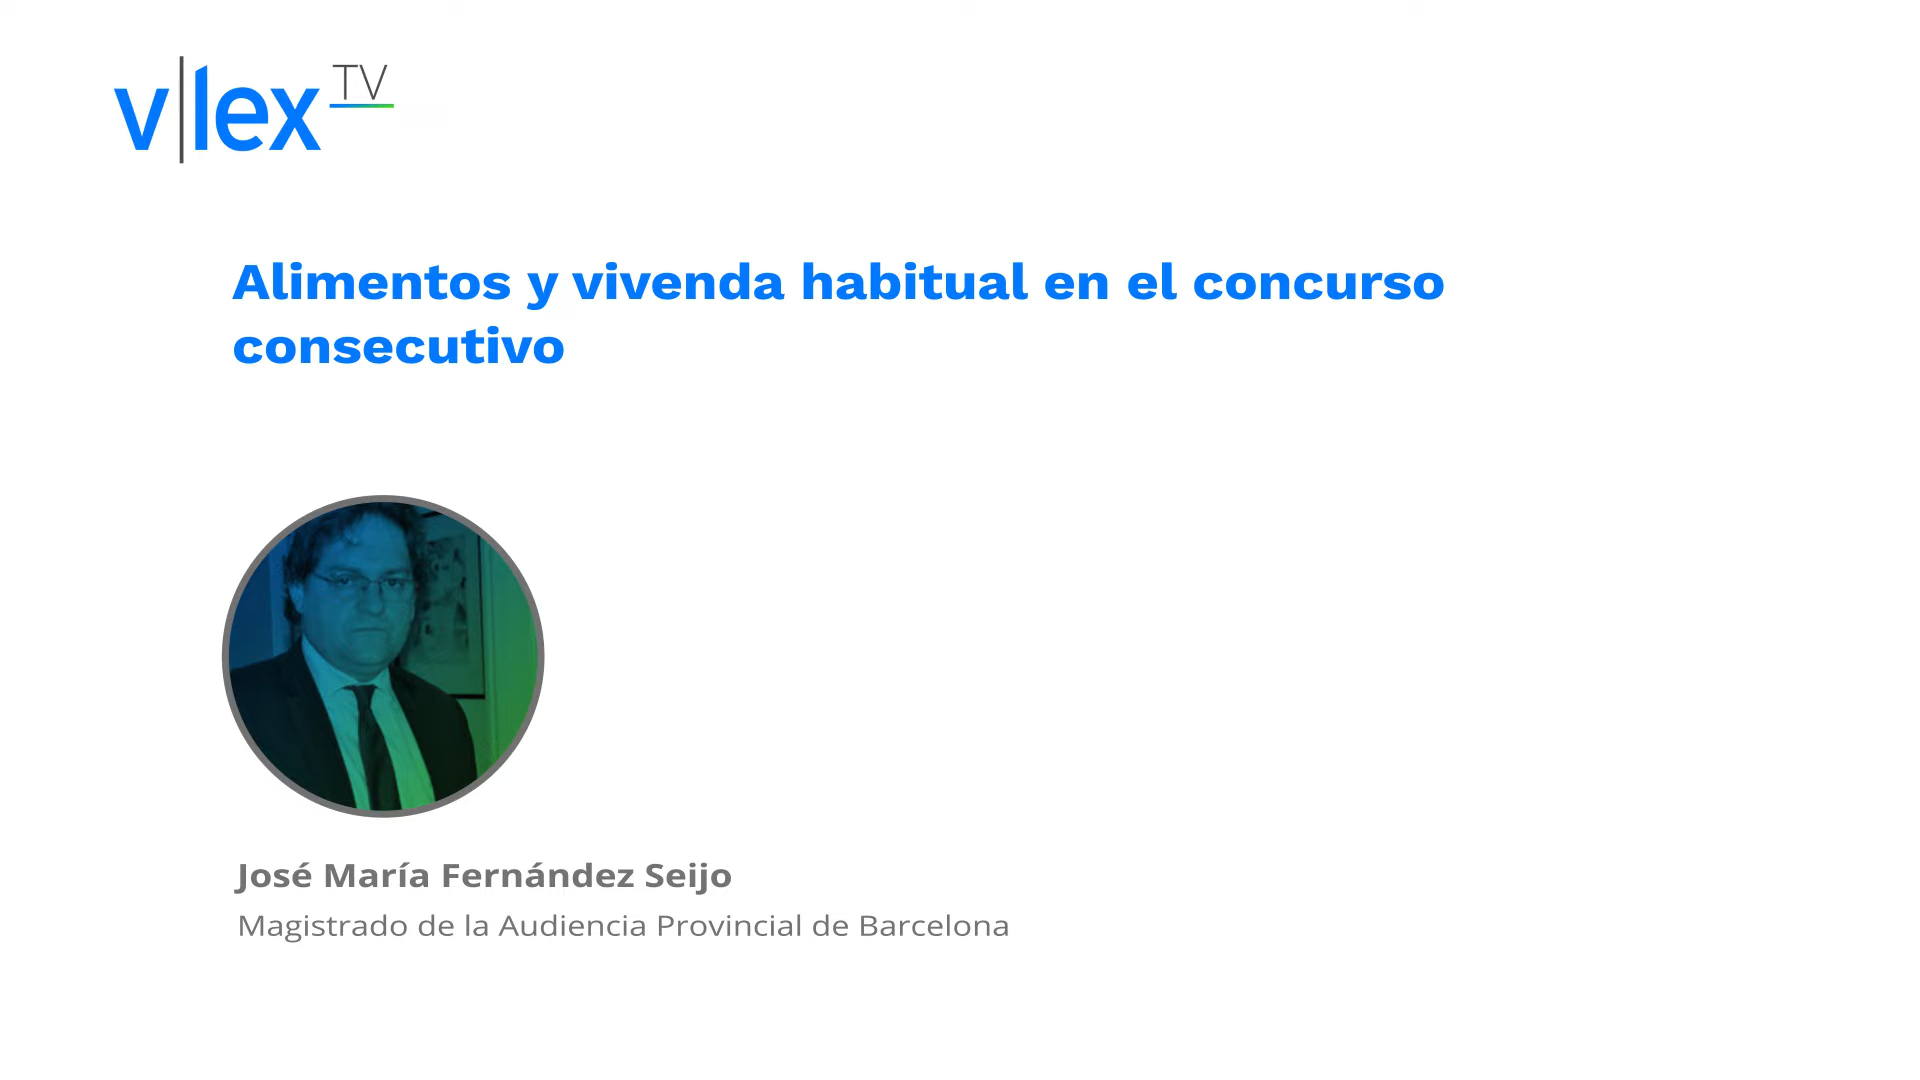 v|lex TV
Alimentos y vivenda habitual en el concurso
consecutivo
José María Fernández Seijo
Magistrado de la Audiencia Provincial de Barcelona